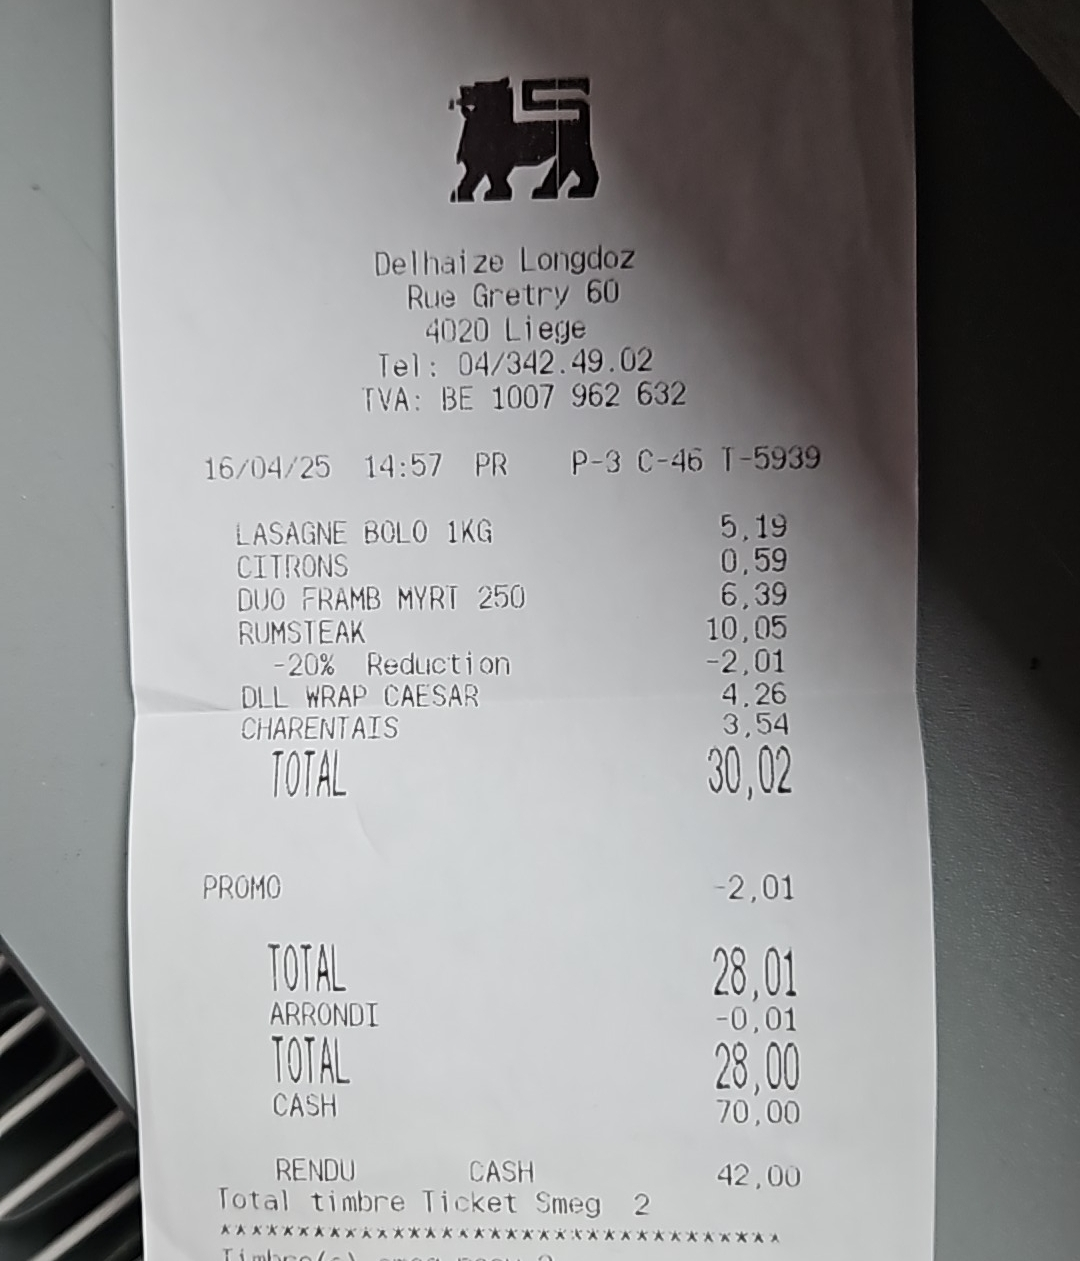 Delhaize Longdoz
Rue Gretry 60
4020 Liege
Tel: 04/342.49.02
TVA: BE 1007 962 632
16/04/25 14:57 PR P-3 C-46 T-5939
LASAGNE BOLO 1KG 5,19
CITRONS 0,59
DUO FRAMB MYRT 250 6,39
RUMSTEAK 10,05
-20% Reduction -2,01
DLL WRAP CAESAR 4,26
CHARENTAIS 3,54
TOTAL 30,02
PROMO -2,01
TOTAL 28,01
ARRONDI -0,01
TOTAL 28,00
CASH 70,00
RENDU CASH 42,00
Total timbre Ticket Smeg 2
***********************************